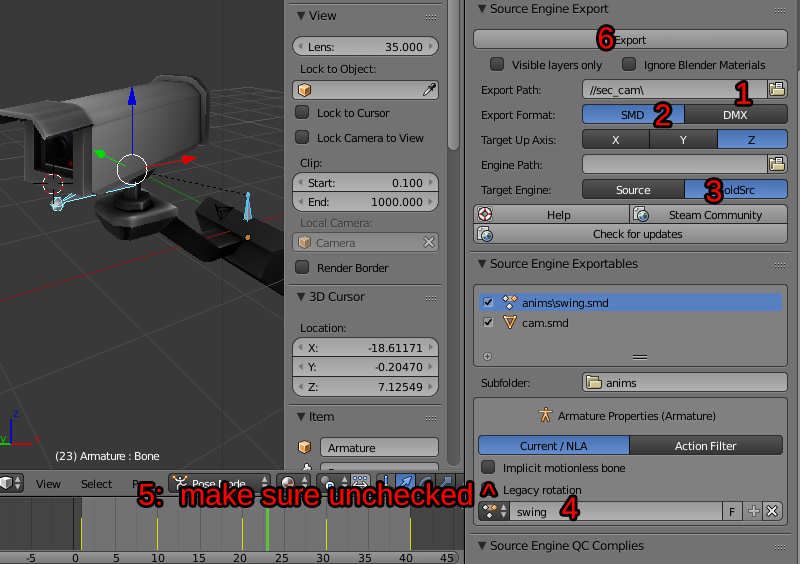 View
Lens: 35.000
Lock to Object:
Lock to Cursor
Lock Camera to View
Clip:
Start: 0.100
End: 1000.000
Local Camera:
Camera
Render Border
3D Cursor
Location:
X: -18.61171
Y: -0.20470
Z: 7.12549
Item
Armature
z
y
(23) Armature : Bone
View Select Pose Mode
-5 0 5 10 15 20 25 30 35 40 45
Source Engine Export
6
Export
Visible layers only Ignore Blender Materials
Export Path: //sec_cam\ 1
Export Format: SMD 2 DMX
Target Up Axis: X Y Z
Engine Path:
Target Engine: Source 3 oldSrc
Help Steam Community
Check for updates
Source Engine Exportables
anims\swing.smd
cam.smd
Subfolder: anims
Armature Properties (Armature)
Current / NLA Action Filter
Implicit motionless bone
5: make sure unchecked ^
Legacy rotation
swing 4 F
Source Engine QC Complies